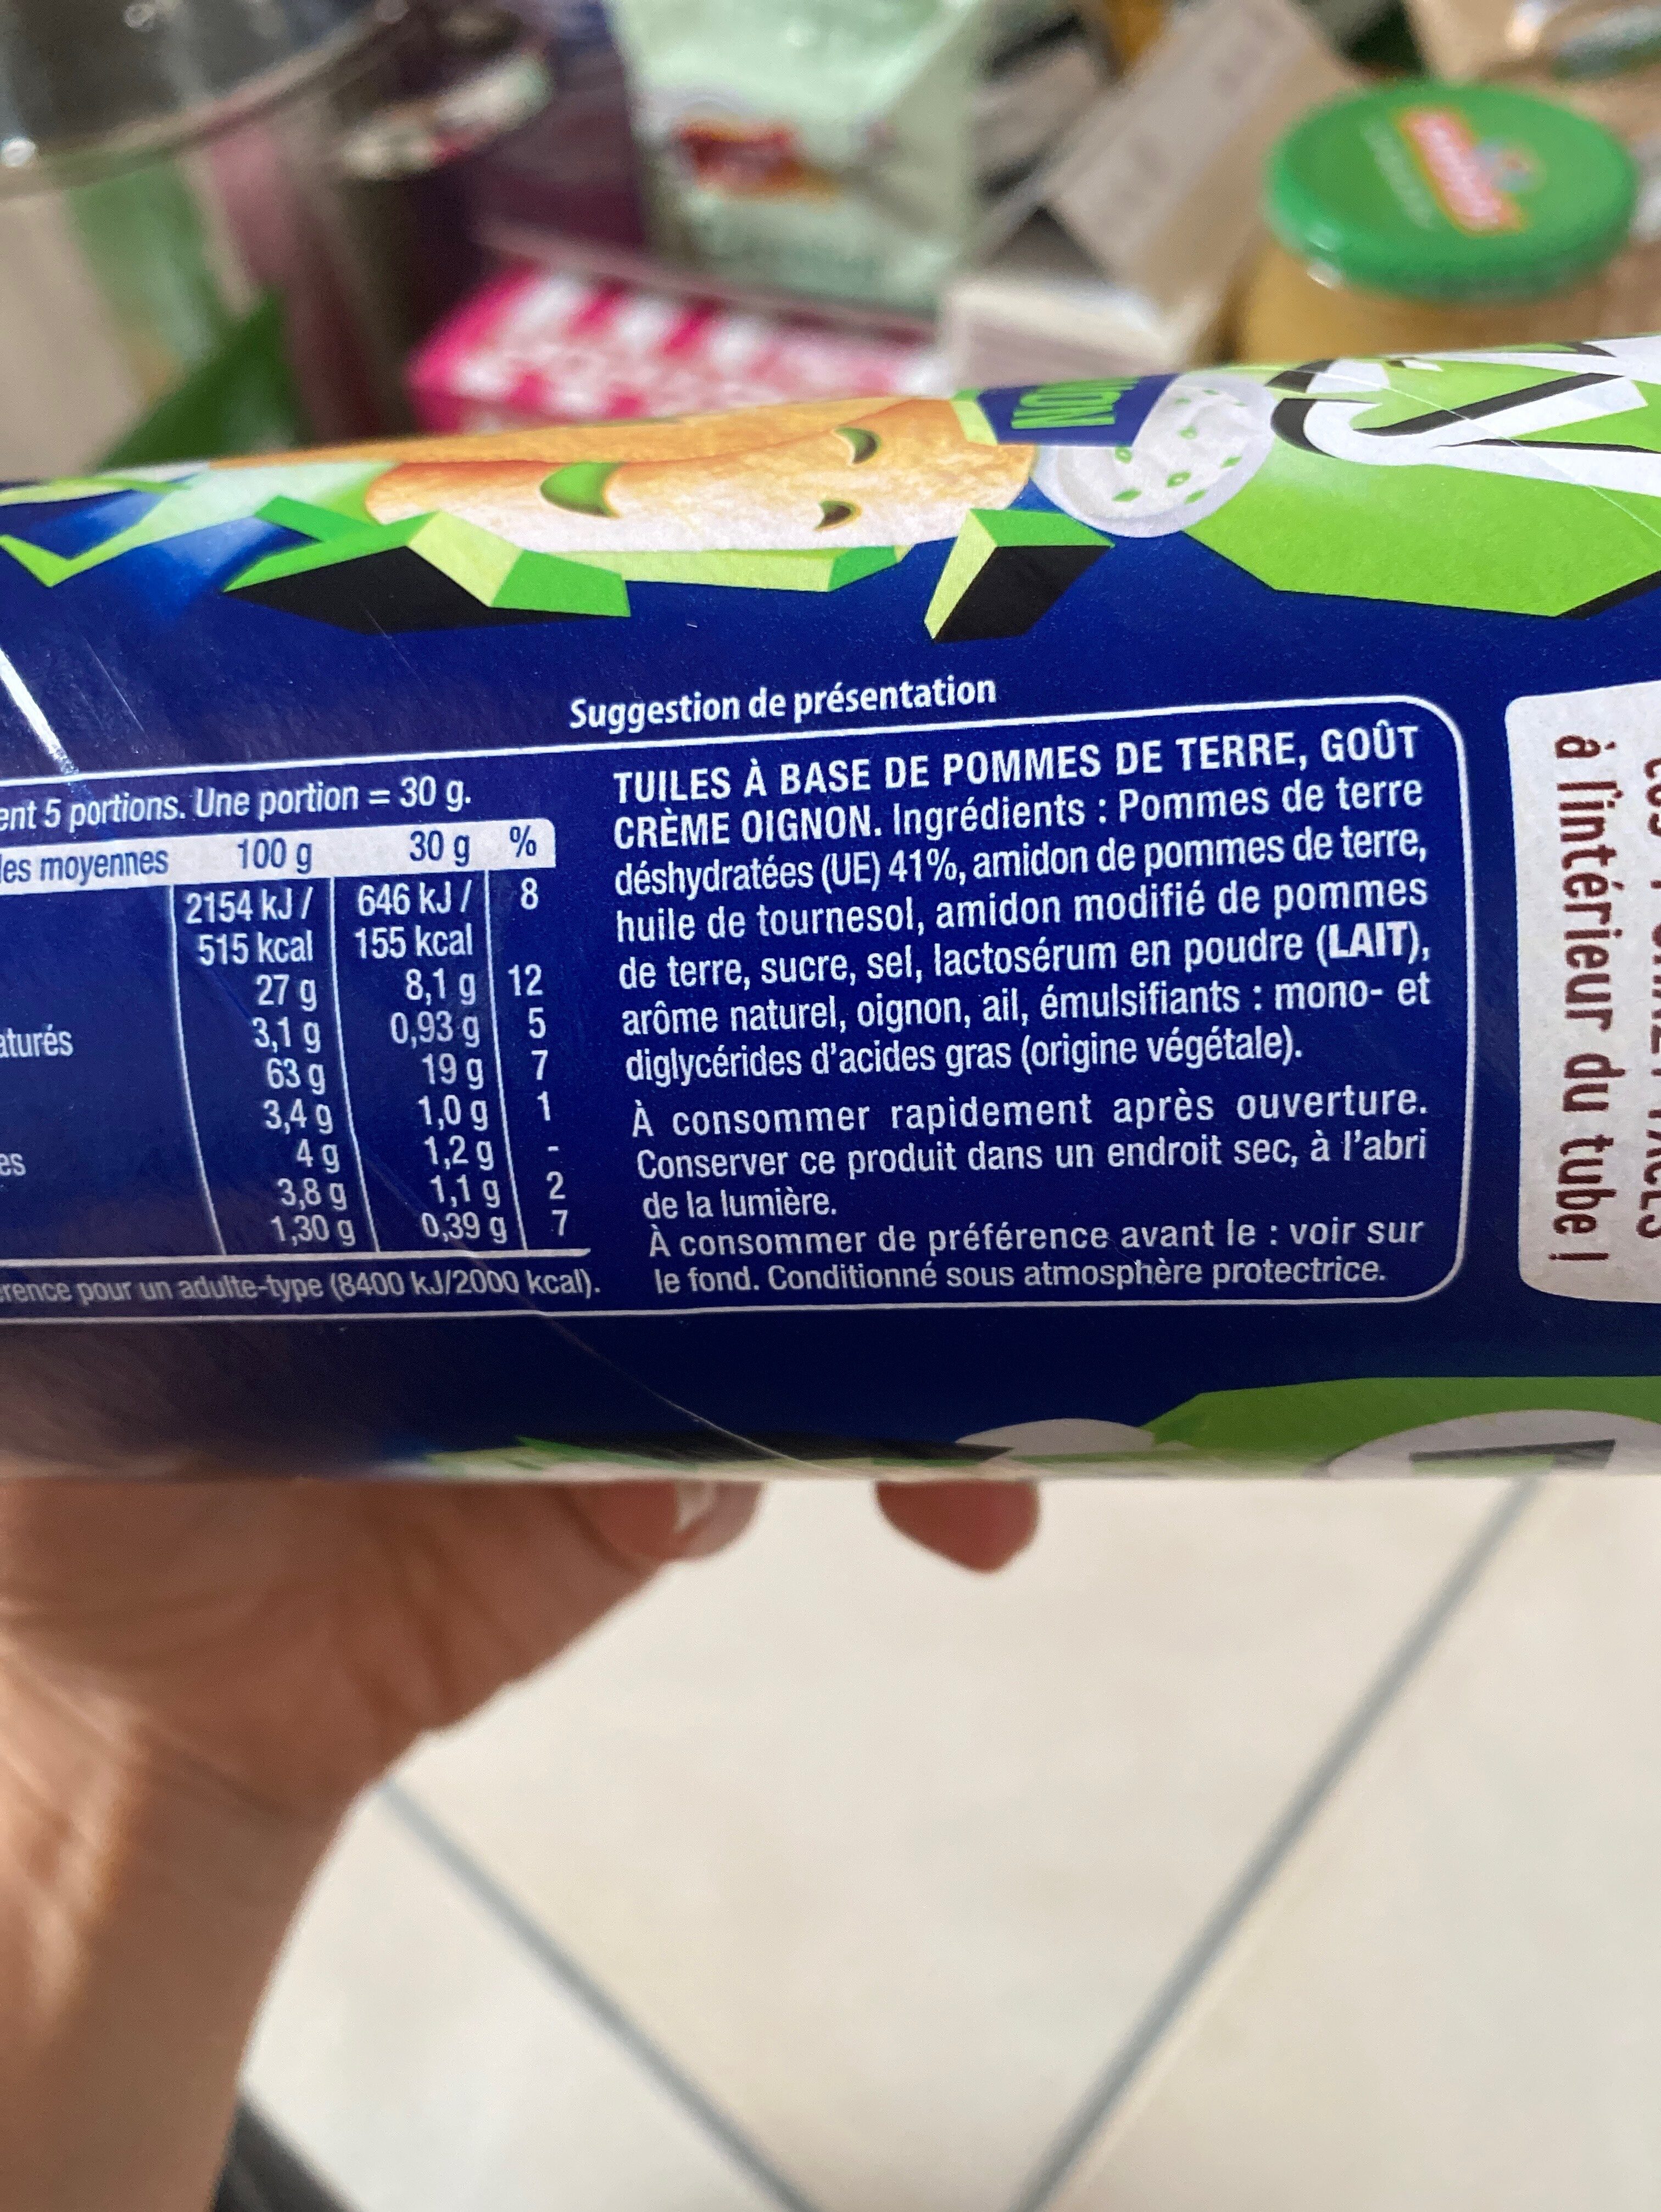 Suggestion de présentation
5 portions. Une portion = 30 g.
moyennes 100 g 30 g %
2154 kJ / 646 kJ / 8
515 kcal 155 kcal
27 g 8,1 g 12
3,1 g 0,93 g 5
63 g 19 g 7
3,4 g 1,0 g 1
4 g 1,2 g -
3,8 g 1,1 g 2
1,30 g 0,39 g 7
pour un adulte-type (8400 kJ/2000 kcal).
TUILES À BASE DE POMMES DE TERRE, GOÛT
CRÈME OIGNON. Ingrédients : Pommes de terre
déshydratées (UE) 41%, amidon de pommes de terre,
huile de tournesol, amidon modifié de pommes
de terre, sucre, sel, lactosérum en poudre (LAIT),
arôme naturel, oignon, ail, émulsifiants : mono- et
diglycérides d'acides gras (origine végétale).
À consommer rapidement après ouverture.
Conserver ce produit dans un endroit sec, à l'abri
de la lumière.
À consommer de préférence avant le : voir sur
le fond. Conditionné sous atmosphère protectrice.
à l'intérieur du tube !